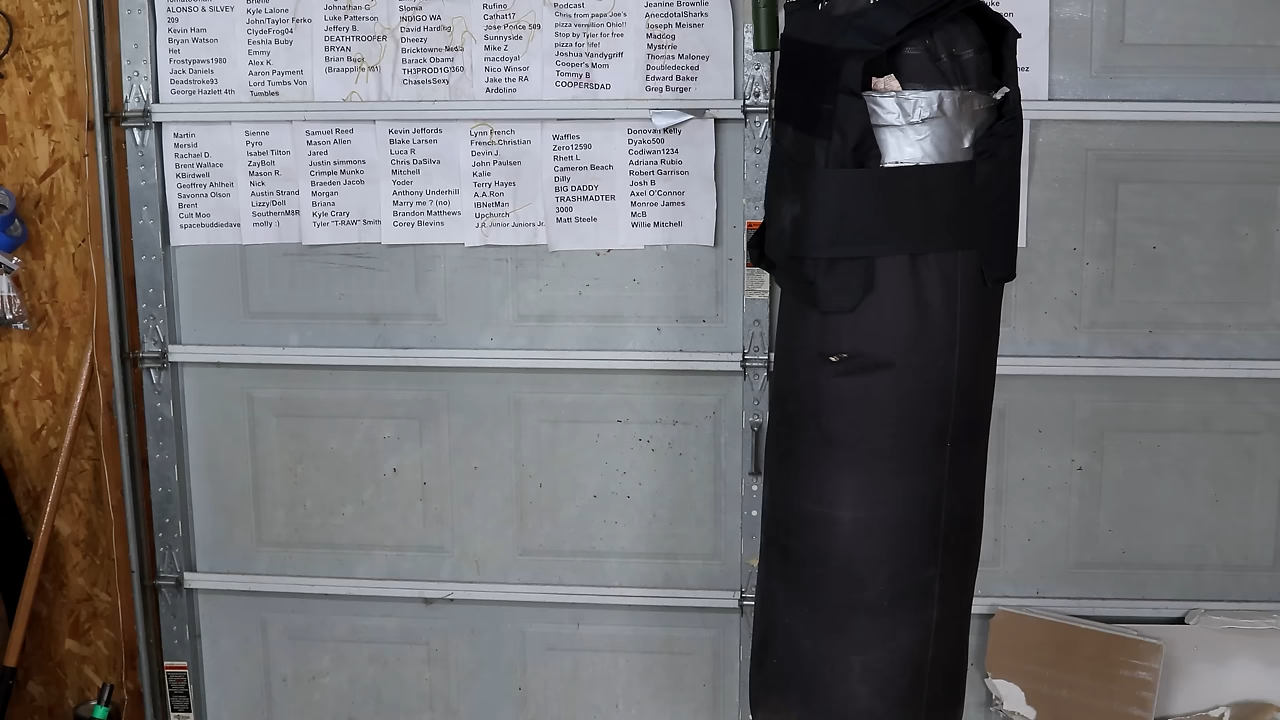 ALONSO & SILVEY
209
Kevin Ham
Bryan Watson
Het
Frostypaws1980
Jack Daniels
Deadstroke93
George Hazlett 4th
Brielle
Kyle Lalone
John/Taylor Ferko
ClydeFrog04
Eeshla Buby
Emmy
Alex K.
Aaron Payment
Lord Thumbs Von
Tumbles
Johnathan G
Luke Patterson
Jeffery B.
DEATHTROOFER
BRYAN
Brian
(Braaplife M1)
Sloma
INDIGO WA
David Harding
Dheezy
Bricktowne Nerds
Barack Obama
TH3PROD1G1360
ChaseIsSexy
Rufino
Calhat17
Jose Ponce 509
Sunnyside
Mike Z
macdoyal
Nico Winsor
Jake the RA
Ardolino
Podcast
Chris from papa Joe's
pizza vermilion Ohio!!
Stop by Tyler for free
pizza for life!
Joshua Vandygriff
Cooper's Mom
Tommy B
COOPERSDAD
Jeanine Brownlie
AnecdotalSharks
Joseph Meisner
Madcog
Mysterie
Thomas Maloney
Doubledecked
Edward Baker
Greg Burger
Martin
Mersid
Rachael D.
Brent Wallace
KBirdwell
Geoffrey Ahlheit
Savonna Olson
Brent
Cult Moo
spacebuddiedave
Sienne
Pyro
Isabel Tilton
ZayBolt
Mason R.
Nick
Austin Strand
Lizzy/Doll
SouthernM8R
molly :)
Samuel Reed
Mason Allen
Jared
Justin simmons
Crimple Munko
Braeden Jacob
Morgan
Briana
Kyle Crary
Tyler "T-RAW" Smith
Kevin Jeffords
Blake Larsen
Luca R
Chris DaSilva
Mitchell
Yoder
Anthony Underhill
Marry me ? (no)
Brandon Matthews
Corey Blevins
Lynn French
French Christian
Devin J.
John Paulsen
Kalie
Terry Hayes
A.A.Ron
IBNetMan
Upchurch
J.R. Junior Juniors Jr.
Waffles
Zero12590
Rhett L
Cameron Beach
Dilly
BIG DADDY
TRASHMADTER
3000
Matt Steele
Donovan Kelly
Dyako500
Codiwan1234
Adriana Rubio
Robert Garrison
Josh B
Axel O'Connor
Monroe James
McB
Willie Mitchell